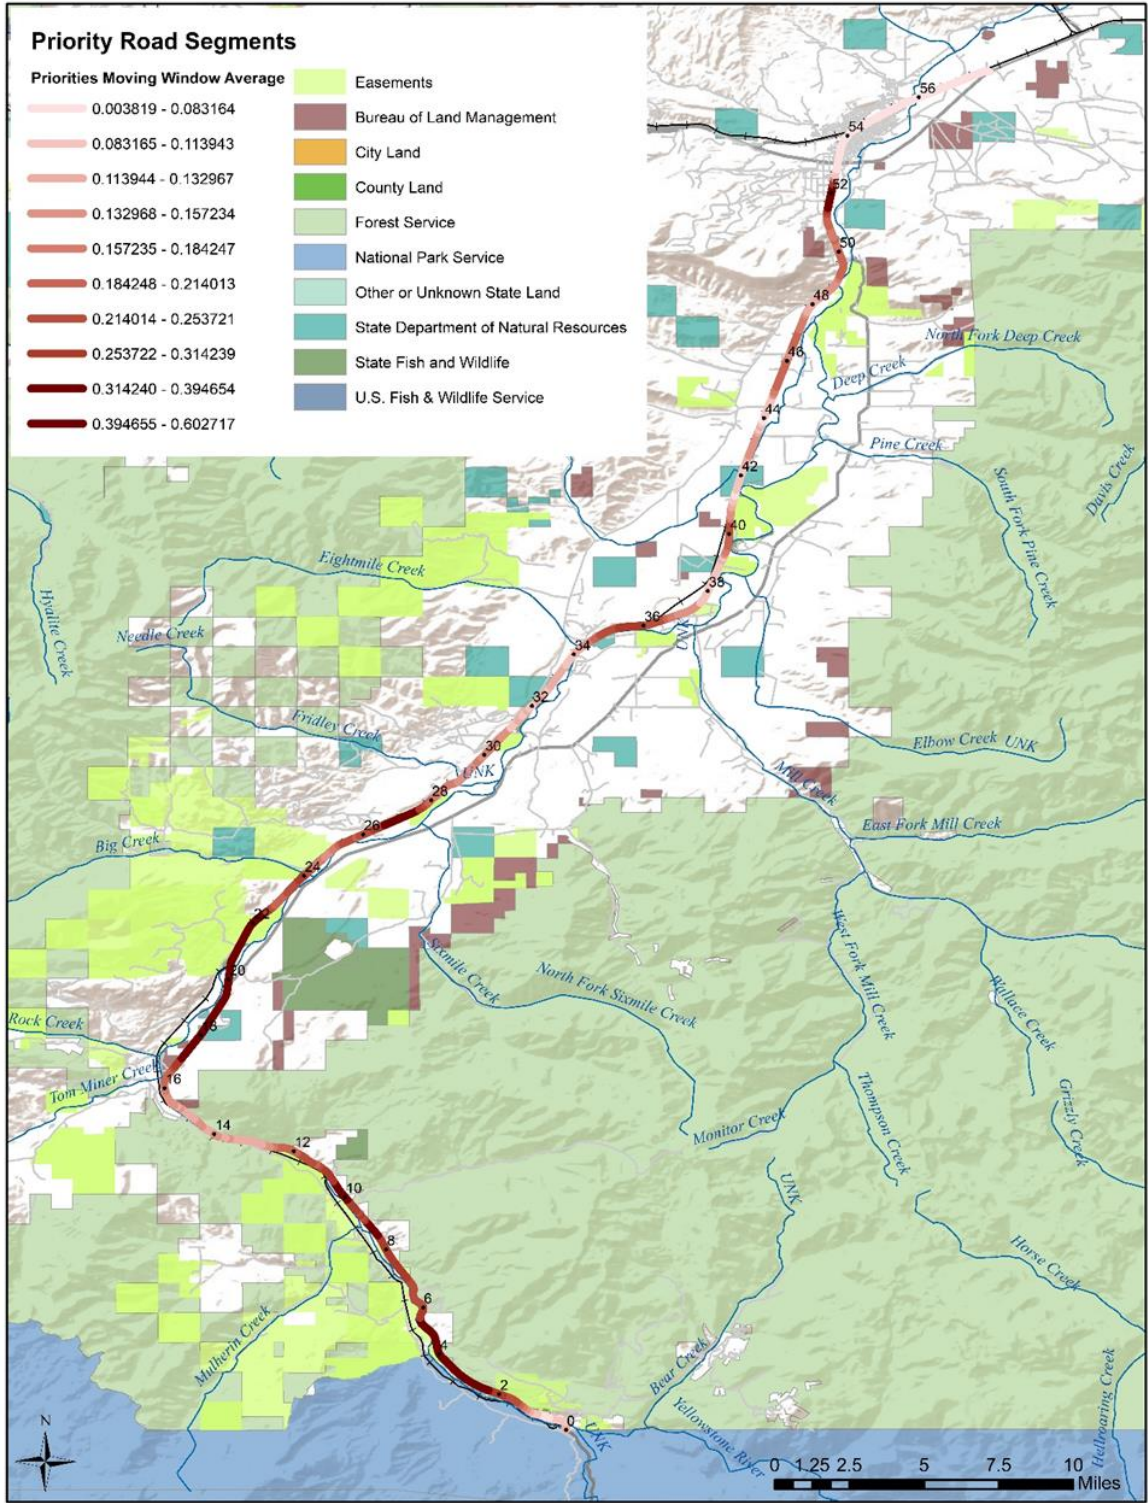 Priority Road Segments
Priorities Moving Window Average
0.003819 - 0.083164
0.083165 - 0.113943
0.113944 - 0.132967
0.132968 - 0.157234
0.157235 - 0.184247
0.184248 - 0.214013
0.214014 - 0.253721
0.253722 - 0.314239
0.314240 - 0.394654
0.394655 - 0.602717
Easements
Bureau of Land Management
City Land
County Land
Forest Service
National Park Service
Other or Unknown State Land
State Department of Natural Resources
State Fish and Wildlife
U.S. Fish & Wildlife Service
56
54
52
50
48
46
44
42
40
38
36
34
32
30
28
26
24
22
20
16
14
12
10
8
6
4
2
0
North Fork Deep Creek
Deep Creek
Pine Creek
South Fork Pine Creek
Davis Creek
Eightmile Creek
Hyalite Creek
Needle Creek
UNK
Fridley Creek
UNK
Elbow Creek UNK
Mill Creek
East Fork Mill Creek
Big Creek
West Fork Mill Creek
Sixmile Creek
North Fork Sixmile Creek
Wallace Creek
Rock Creek
Tom Miner Creek
Thompson Creek
Grizzly Creek
Monitor Creek
UNK
Horse Creek
Mulherin Creek
Bear Creek
Hellroaring Creek
UNK
Yellowstone River
N
0 1.25 2.5 5 7.5 10
Miles